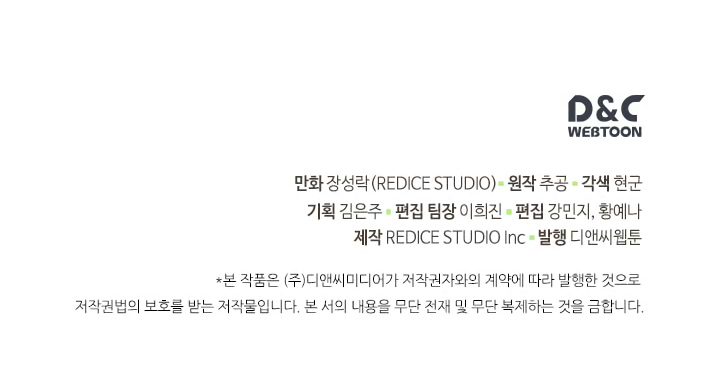 D&C
WEBTOON
만화 장성락(REDICE STUDIO) ▪ 원작 추공 ▪ 각색 현군
기획 김은주 ▪ 편집 팀장 이희진 ▪ 편집 강민지, 황예나
제작 REDICE STUDIO Inc ▪ 발행 디앤씨웹툰
*본 작품은 (주)디앤씨미디어가 저작권자와의 계약에 따라 발행한 것으로
저작권법의 보호를 받는 저작물입니다. 본 서의 내용을 무단 전재 및 무단 복제하는 것을 금합니다.